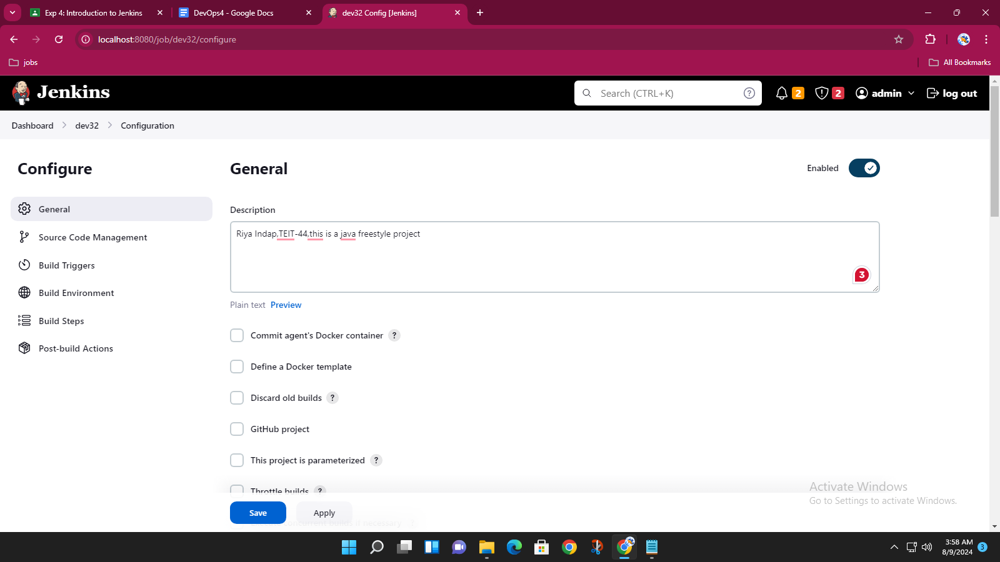 Exp 4: Introduction to Jenkins
DevOps4 - Google Docs
dev32 Config [Jenkins]
localhost:8080/job/dev32/configure
jobs
All Bookmarks
Jenkins
Search (CTRL+K)
?
2
2
admin
log out
Dashboard
dev32
Configuration
Configure
General
Enabled
General
Source Code Management
Build Triggers
Build Environment
Build Steps
Post-build Actions
Description
Riya Indap,TEIT-44,this is a java freestyle project
3
Plain text Preview
Commit agent's Docker container ?
Define a Docker template
Discard old builds ?
GitHub project
This project is parameterized ?
Throttle builds ?
concurrent builds if necessary ?
Save
Apply
Activate Windows
Go to Settings to activate Windows.
3:58 AM
8/9/2024
3